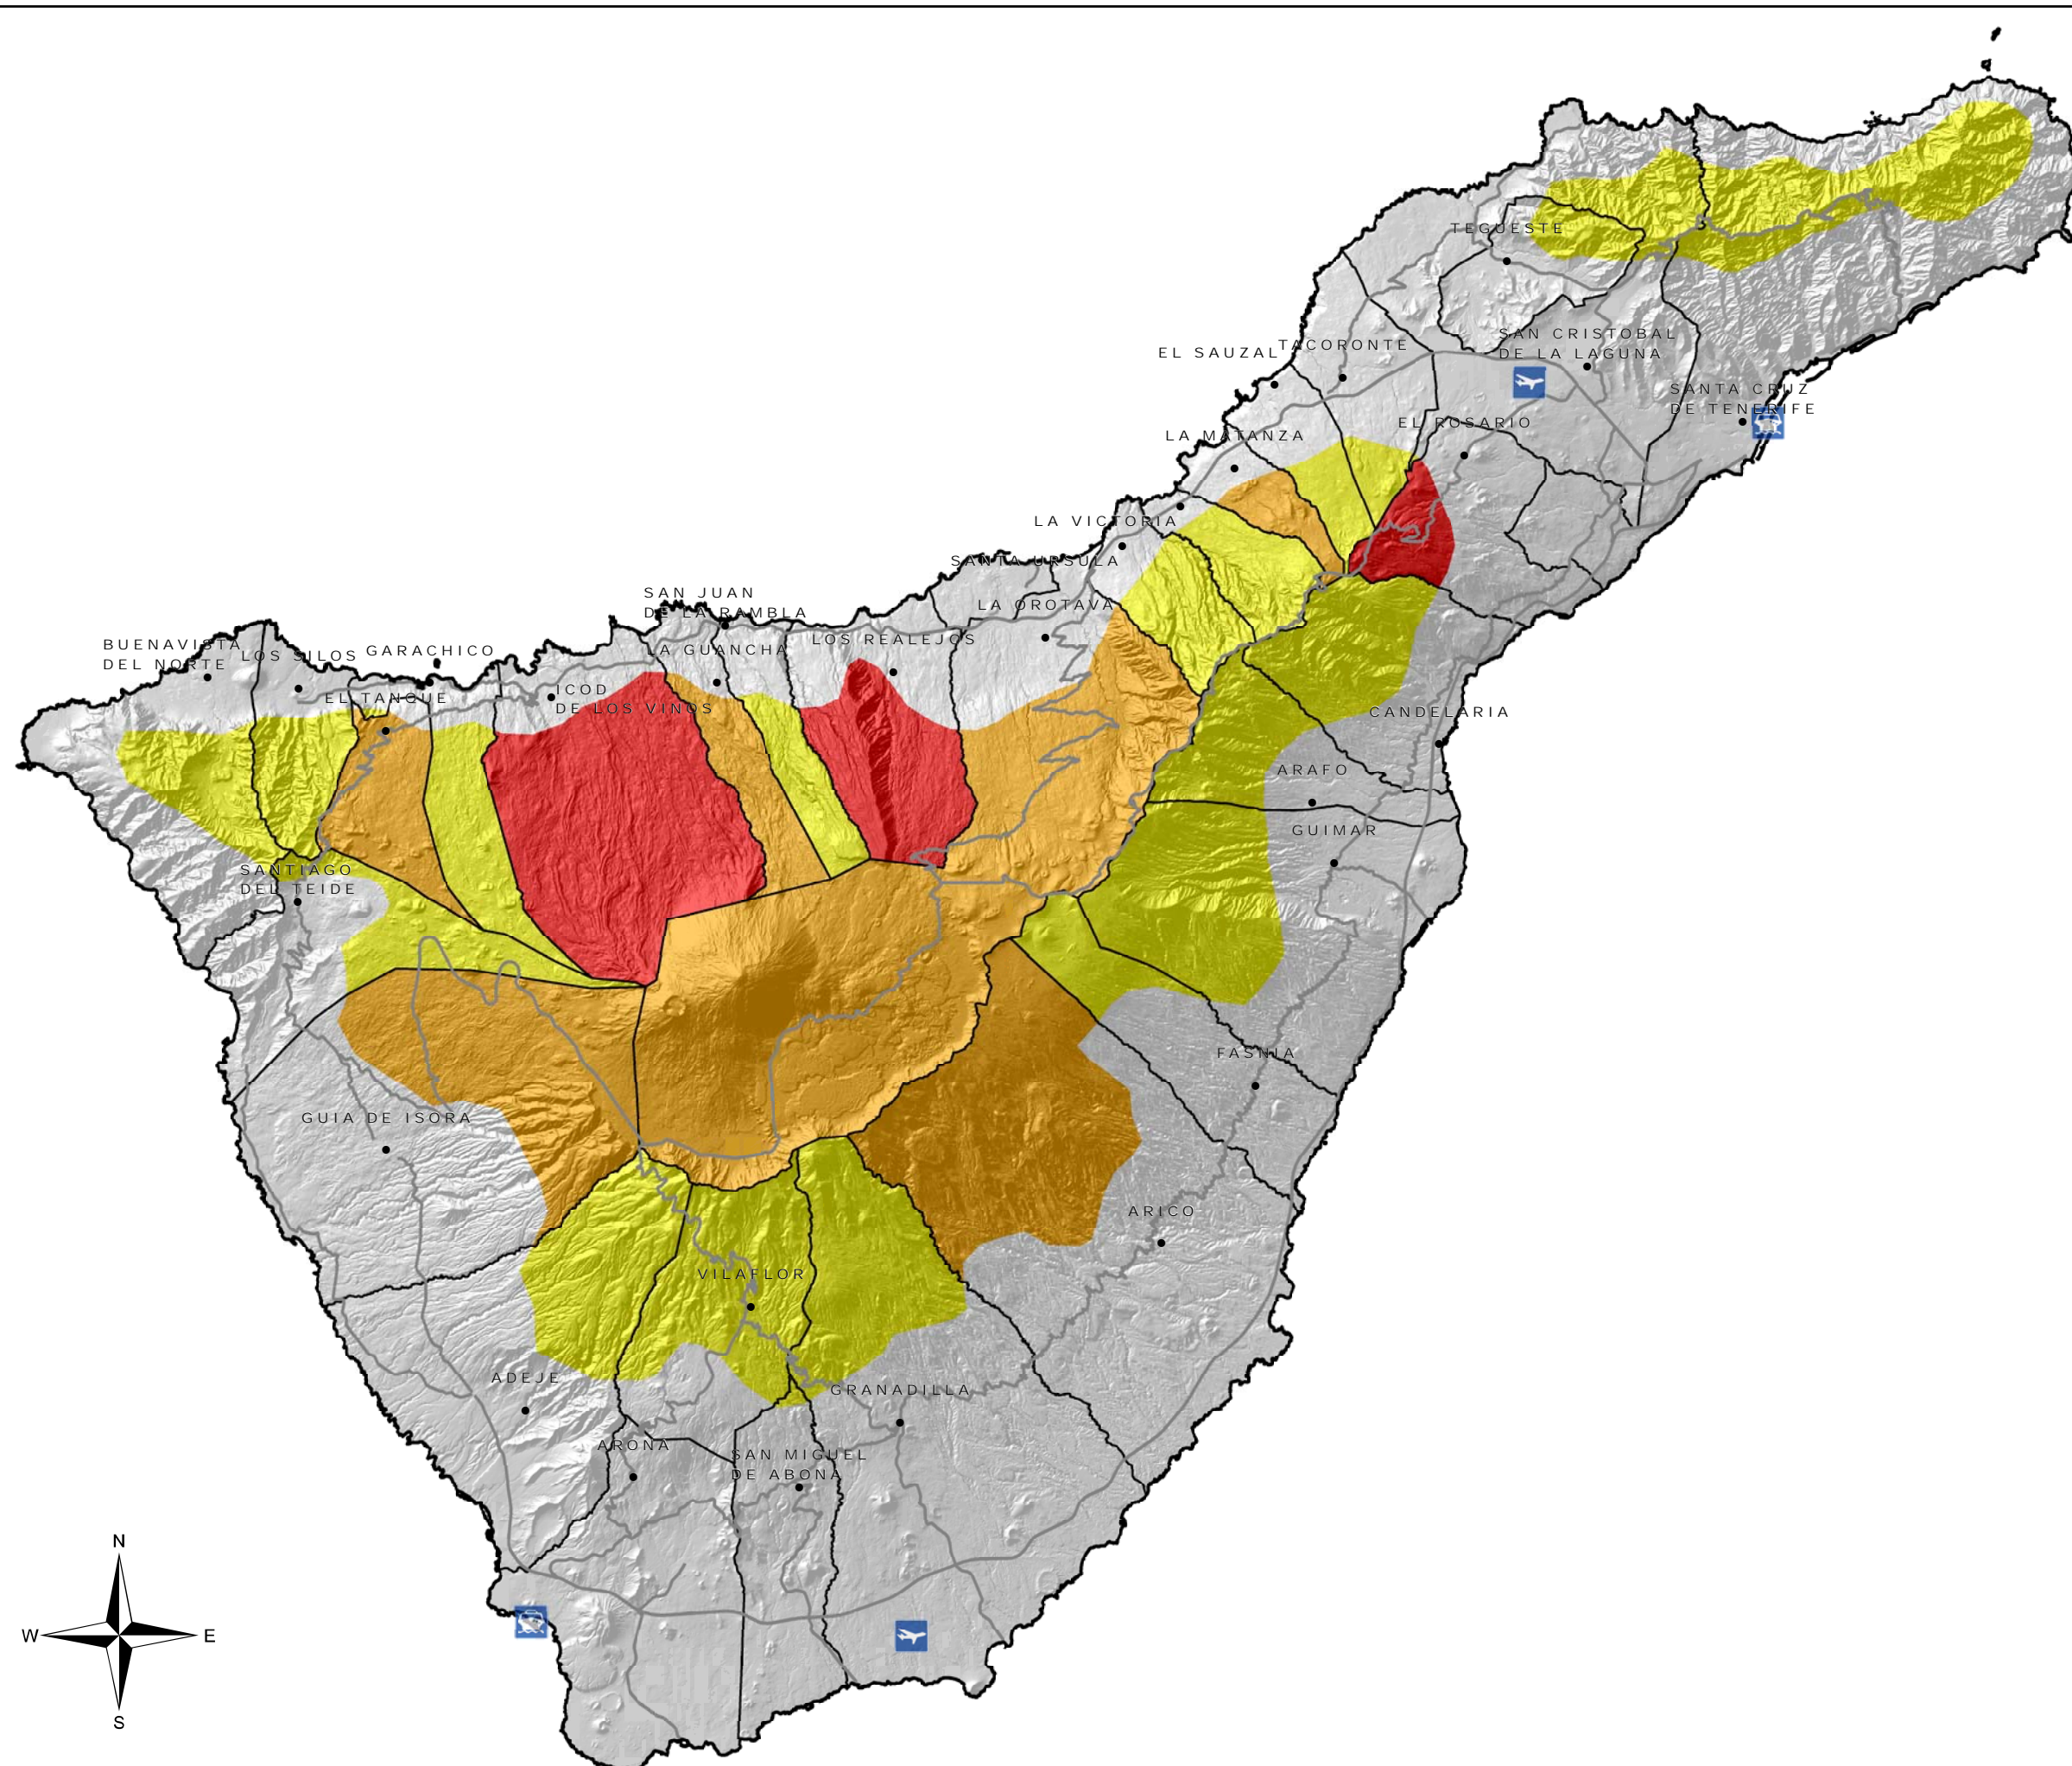 TEGUESTE
SAN CRISTOBAL
DE LA LAGUNA
EL SAUZAL
TACORONTE
SANTA CRUZ
DE TENERIFE
EL ROSARIO
LA MATANZA
LA VICTORIA
SANTA URSULA
SAN JUAN
DE LA RAMBLA
LA OROTAVA
BUENAVISTA
DEL NORTE
LOS SILOS
GARACHICO
LA GUANCHA
LOS REALEJOS
EL TANQUE
ICOD
DE LOS VINOS
CANDELARIA
ARAFO
GUIMAR
SANTIAGO
DEL TEIDE
FASNIA
GUIA DE ISORA
ARICO
VILAFLOR
ADEJE
GRANADILLA
ARONA
SAN MIGUEL
DE ABONA
N
W
E
S